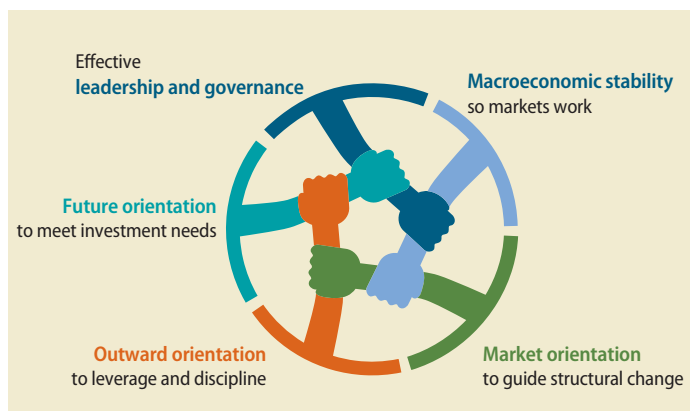 Effective
leadership and governance
Macroeconomic stability
so markets work
Future orientation
to meet investment needs
Outward orientation
to leverage and discipline
Market orientation
to guide structural change